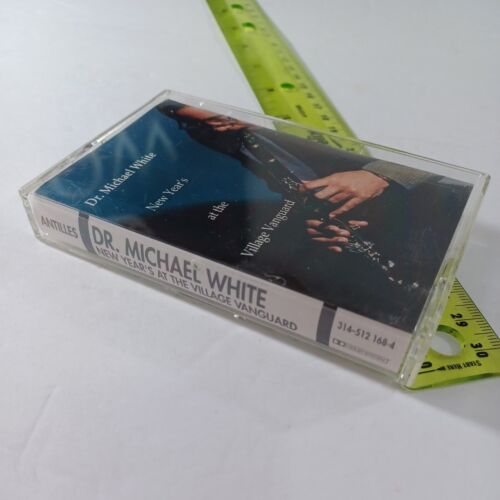 Dr. Michael White
New Year's
at the
Village Vanguard
ANTILLES
DR. MICHAEL WHITE
NEW YEAR'S AT THE VILLAGE VANGUARD
314-512 168-4
29
30